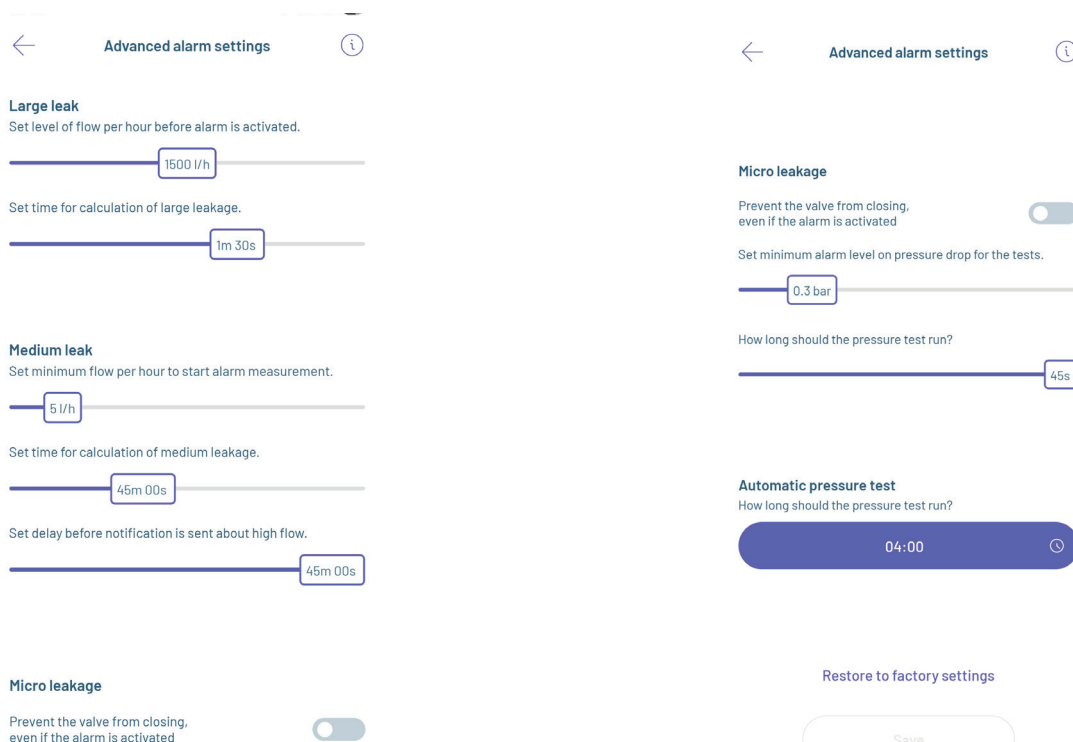 Advanced alarm settings
Large leak
Set level of flow per hour before alarm is activated.
1500 l/h
Set time for calculation of large leakage.
1m 30s
Medium leak
Set minimum flow per hour to start alarm measurement.
5 l/h
Set time for calculation of medium leakage.
45m 00s
Set delay before notification is sent about high flow.
45m 00s
Micro leakage
Prevent the valve from closing,
even if the alarm is activated
Advanced alarm settings
Micro leakage
Prevent the valve from closing,
even if the alarm is activated
Set minimum alarm level on pressure drop for the tests.
0.3 bar
How long should the pressure test run?
45s
Automatic pressure test
How long should the pressure test run?
04:00
Restore to factory settings
Save